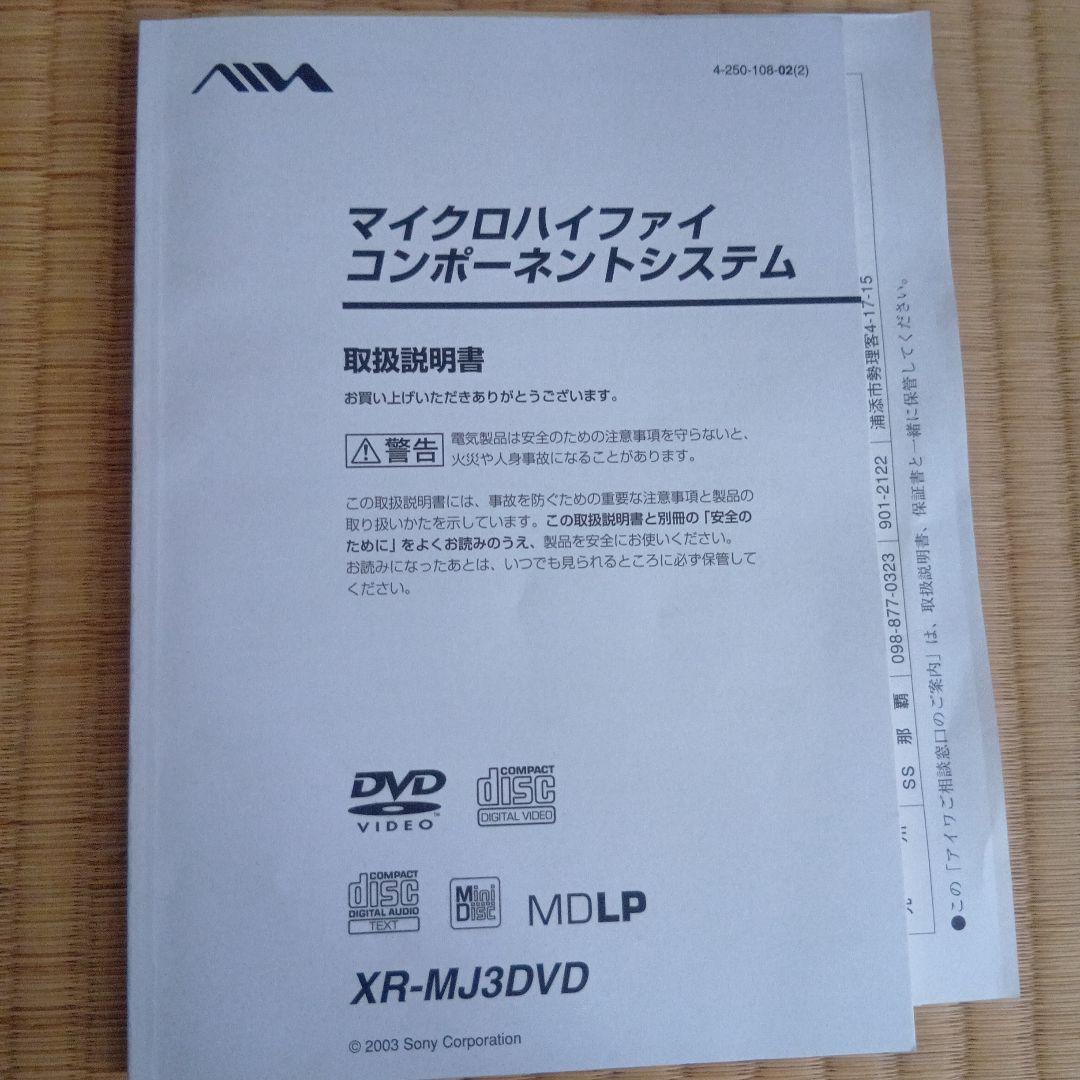 AIWA
4-250-108-02(2)
マイクロハイファイ
コンポーネントシステム
取扱説明書
お買い上げいただきありがとうございます。
警告
電気製品は安全のための注意事項を守らないと、
火災や人身事故になることがあります。
この取扱説明書には、事故を防ぐための重要な注意事項と製品の
取り扱いかたを示しています。この取扱説明書と別冊の「安全の
ために」をよくお読みのうえ、製品を安全にお使いください。
お読みになったあとは、いつでも見られるところに必ず保管して
ください。
DVD
VIDEO
COMPACT
disc
DIGITAL VIDEO
COMPACT
disc
DIGITAL AUDIO
TEXT
Mini
Disc
MDLP
XR-MJ3DVD
© 2003 Sony Corporation
SS 那覇 098-877-0323 901-2122 浦添市勢理客4-17-15
●この「アイワご相談窓口のご案内」は、取扱説明書、保証書と一緒に保管してください。